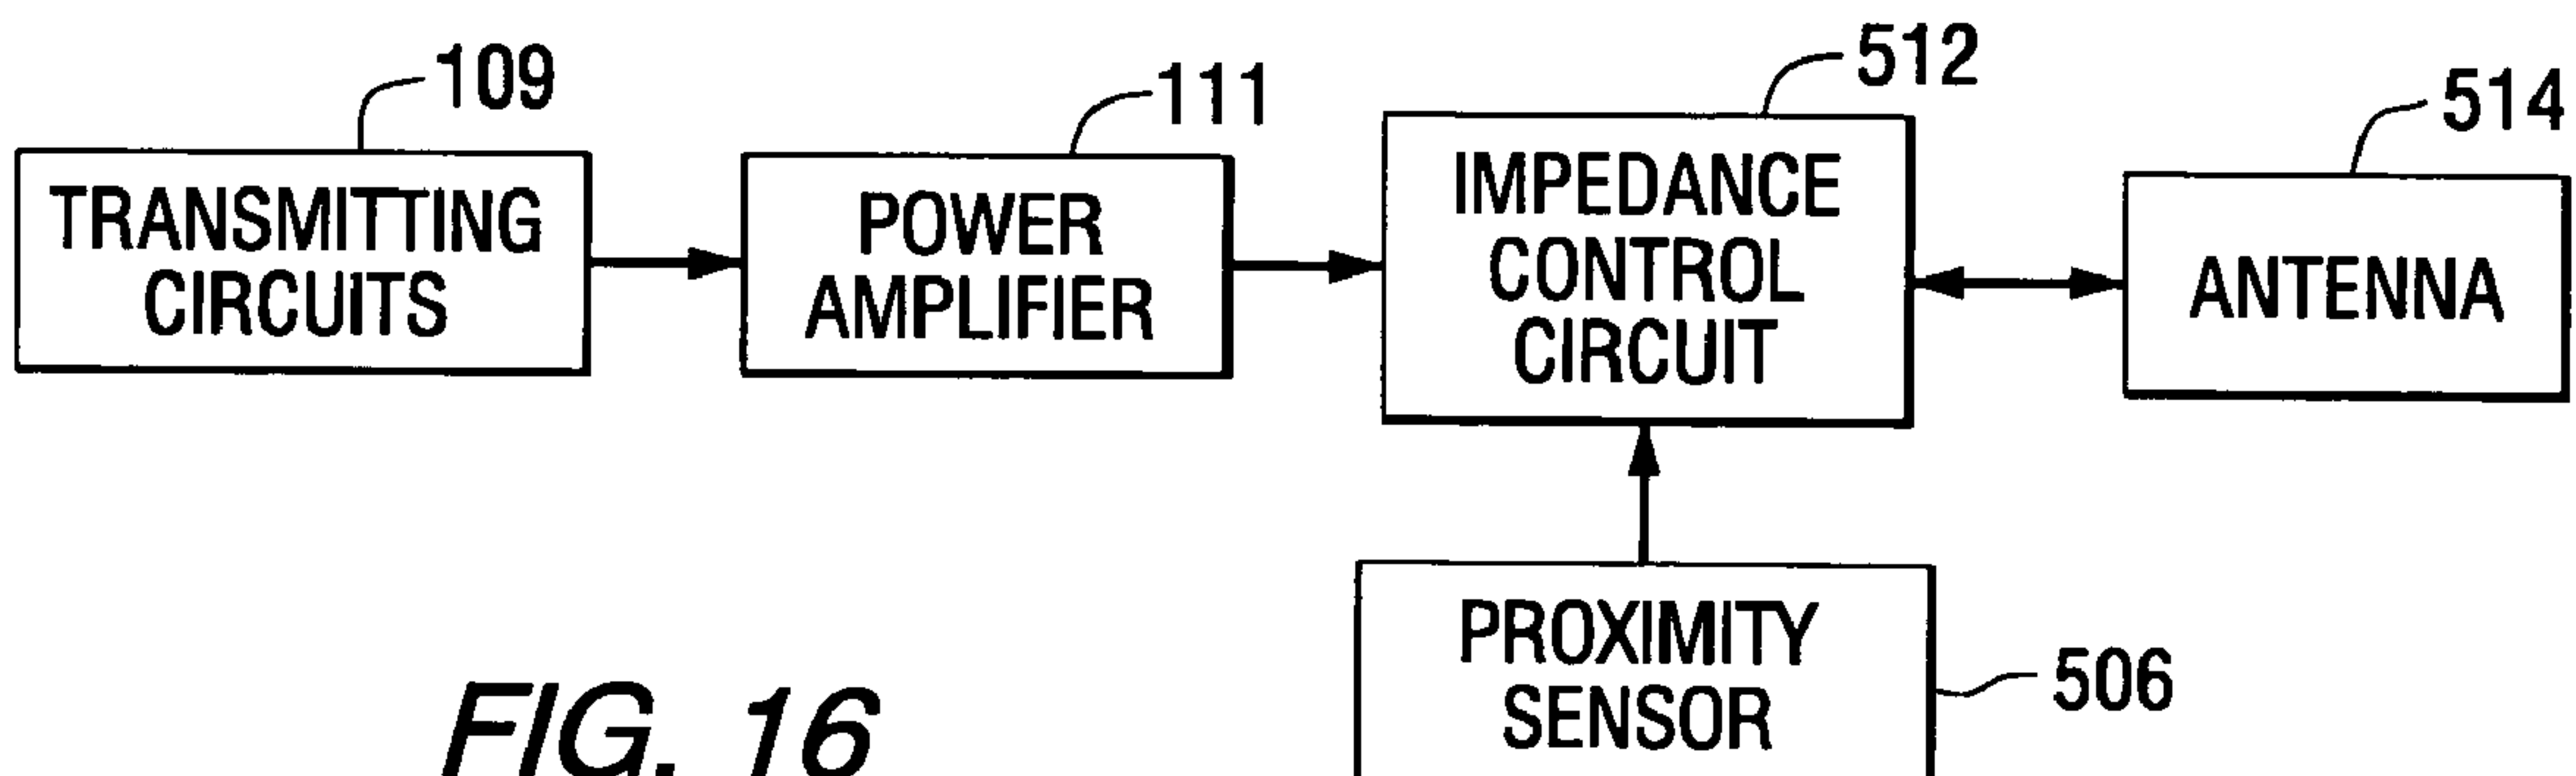 109
111
512
514
TRANSMITTING
CIRCUITS
POWER
AMPLIFIER
IMPEDANCE
CONTROL
CIRCUIT
ANTENNA
PROXIMITY
SENSOR
506
FIG. 16